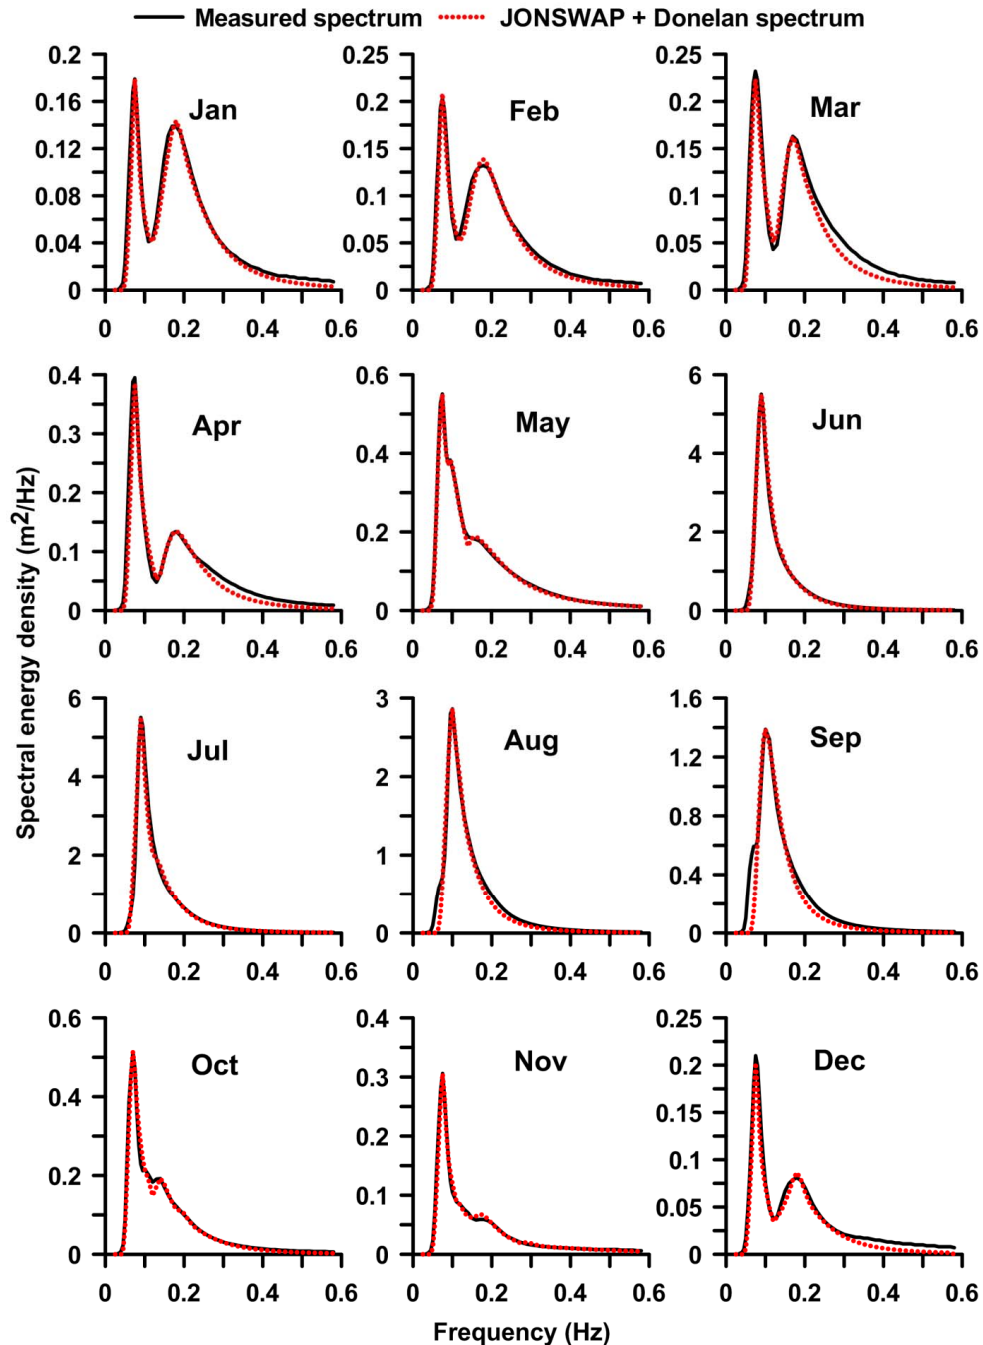 Measured spectrum JONSWAP + Donelan spectrum
Spectral energy density (m²/Hz)
Jan
0.2
0.16
0.12
0.08
0.04
0
0 0.2 0.4 0.6
Feb
0.25
0.2
0.15
0.1
0.05
0
0 0.2 0.4 0.6
Mar
0.25
0.2
0.15
0.1
0.05
0
0 0.2 0.4 0.6
Apr
0.4
0.3
0.2
0.1
0
0 0.2 0.4 0.6
May
0.6
0.4
0.2
0
0 0.2 0.4 0.6
Jun
6
4
2
0
0 0.2 0.4 0.6
Jul
6
4
2
0
0 0.2 0.4 0.6
Aug
3
2
1
0
0 0.2 0.4 0.6
Sep
1.6
1.2
0.8
0.4
0
0 0.2 0.4 0.6
Oct
0.6
0.4
0.2
0
0 0.2 0.4 0.6
Nov
0.4
0.3
0.2
0.1
0
0 0.2 0.4 0.6
Dec
0.25
0.2
0.15
0.1
0.05
0
0 0.2 0.4 0.6
Frequency (Hz)